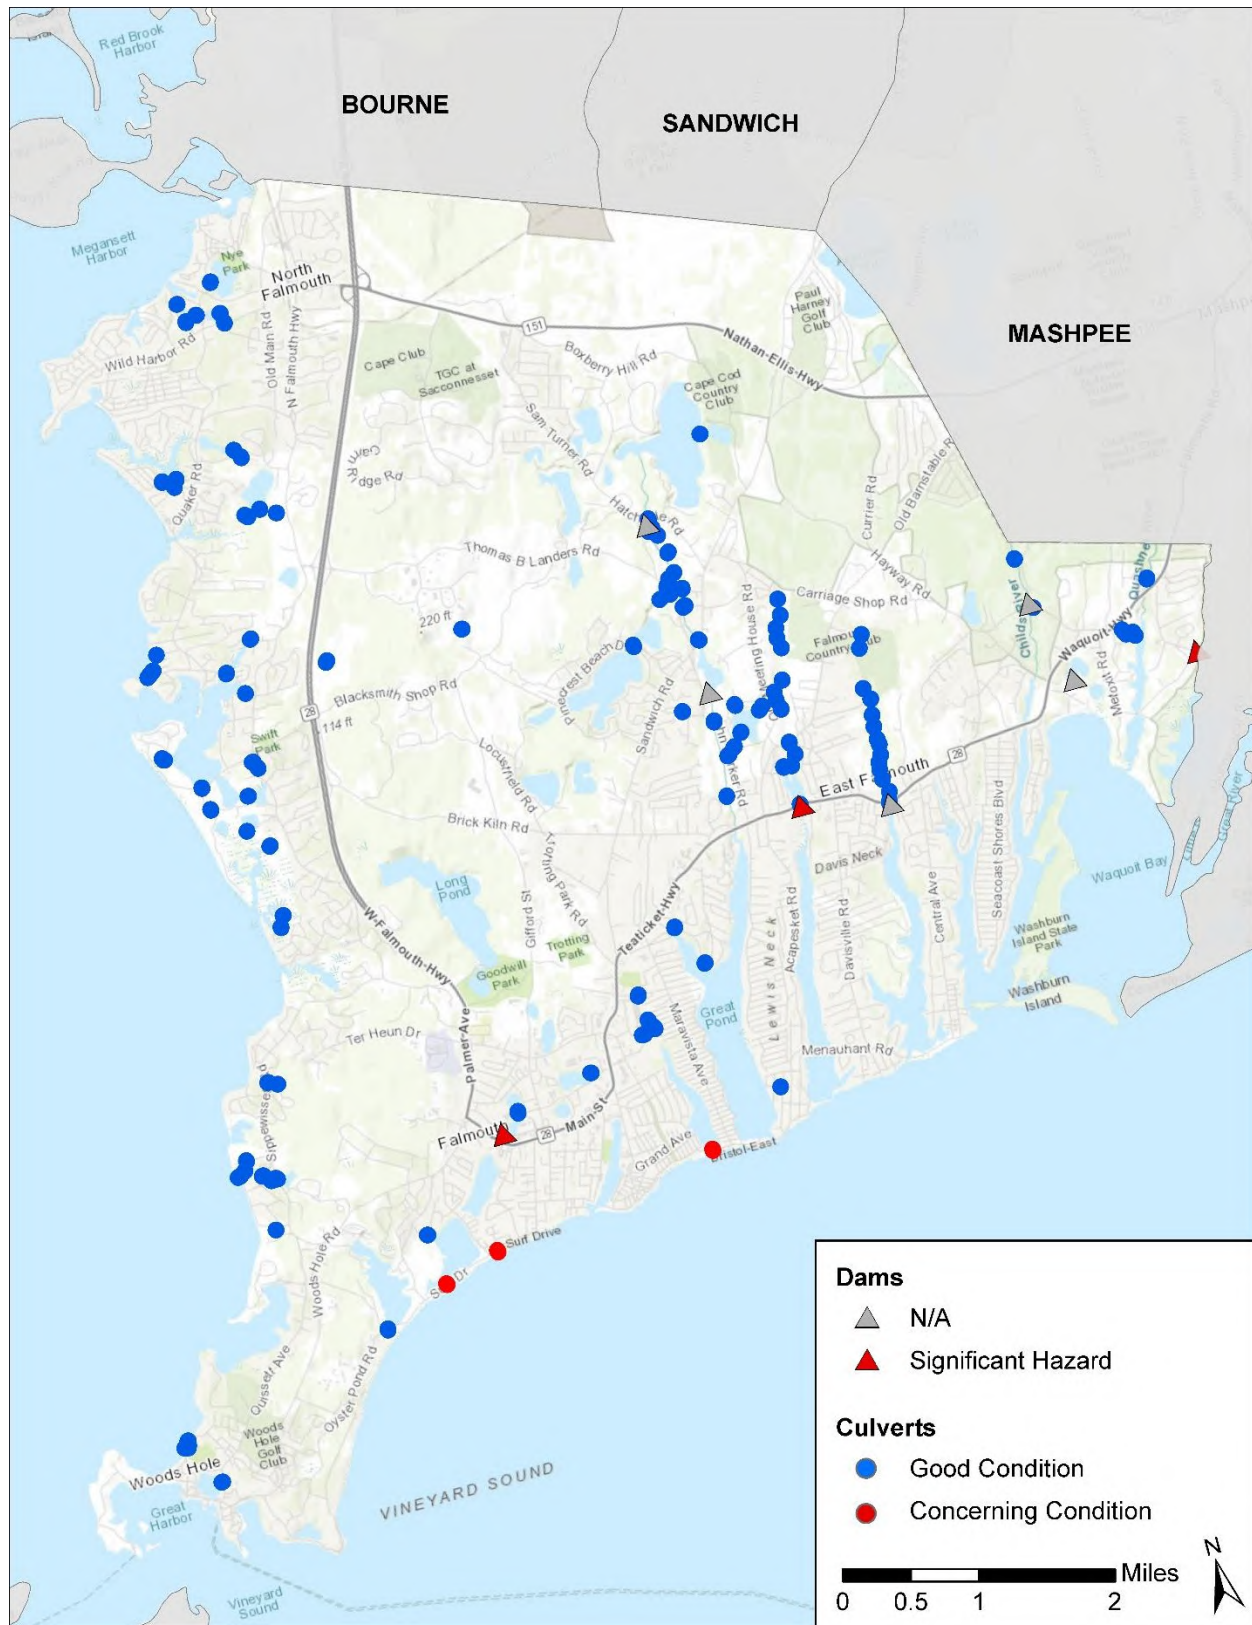 Red Brook
Harbor
BOURNE
SANDWICH
MASHPEE
Megansett
Harbor
Nye
Park
North
Falmouth
Wild Harbor Rd
Old Main Rd
N Falmouth Hwy
151
Nathan-Ellis-Hwy
Paul
Harney
Golf
Club
Cape Club
TGC at
Sacconnesset
Boxberry Hill Rd
Cape Cod
Country
Club
Sam Turner Rd
Quaker Rd
Currier Rd
Thomas B Landers Rd
Hayway Rd
Carriage Shop Rd
220 ft
Childs River
Waquoit-Hwy
Metoxit Rd
Blacksmith Shop Rd
28
114 ft
Sandwich Rd
Swift
Park
Locustfield Rd
28
Brick Kiln Rd
Trotting Park Rd
Gifford St
Davis Neck
Seacoast Shores Blvd
Waquoit Bay
Great River
Long
Pond
W-Falmouth-Hwy
Teaticket-Hwy
Acapesket Rd
Davisville Rd
Central Ave
Washburn
Island State
Park
Trotting
Park
Goodwill
Park
Lewis Neck
Washburn
Island
Ter Heun Dr
Palmer-Ave
Maravista Ave
Great
Pond
Menauhant Rd
Falmouth
28
Main-St
Grand Ave
Bristol-East
Surf Drive
Woods Hole Rd
Quissett Ave
Oyster Pond Rd
Woods
Hole
Golf
Club
Woods Hole
Great
Harbor
VINEYARD SOUND
Vineyard
Sound
Dams
N/A
Significant Hazard
Culverts
Good Condition
Concerning Condition
N
Miles
0 0.5 1 2